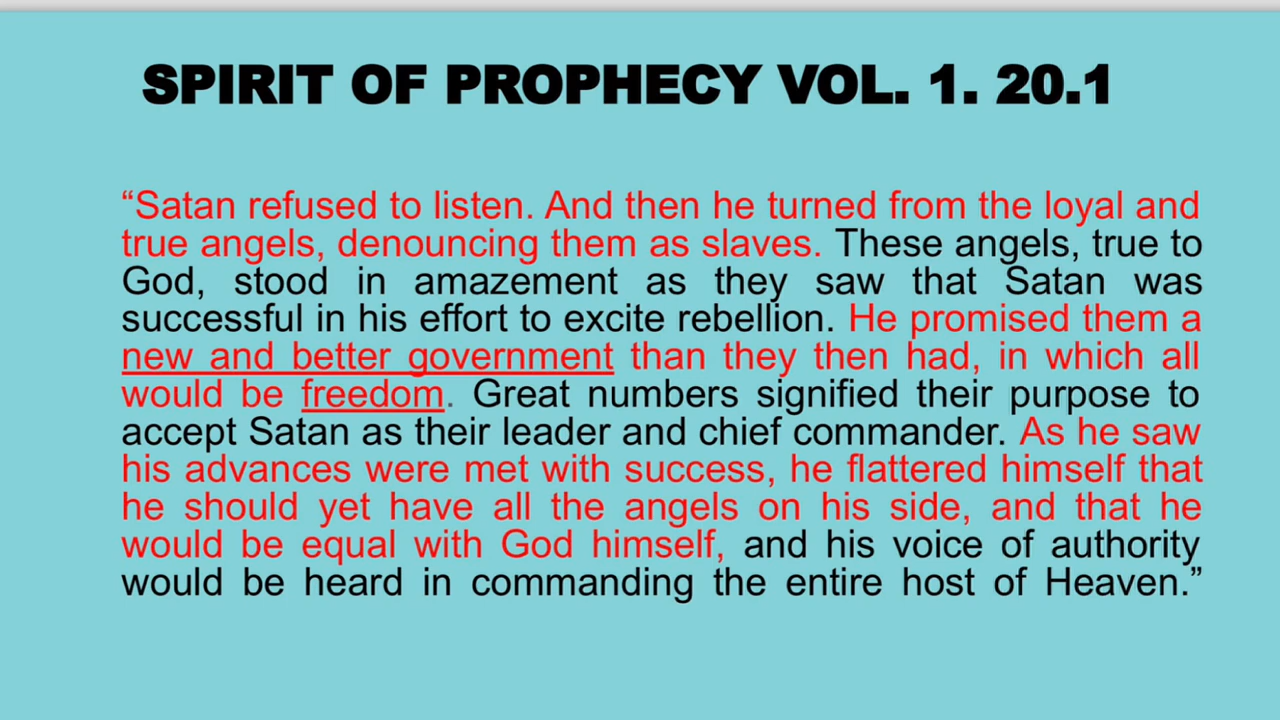 SPIRIT OF PROPHECY VOL. 1. 20.1
“Satan refused to listen. And then he turned from the loyal and
true angels, denouncing them as slaves. These angels, true to
God, stood in amazement as they saw that Satan was
successful in his effort to excite rebellion. He promised them a
new and better government than they then had, in which all
would be freedom. Great numbers signified their purpose to
accept Satan as their leader and chief commander. As he saw
his advances were met with success, he flattered himself that
he should yet have all the angels on his side, and that he
would be equal with God himself, and his voice of authority
would be heard in commanding the entire host of Heaven.”